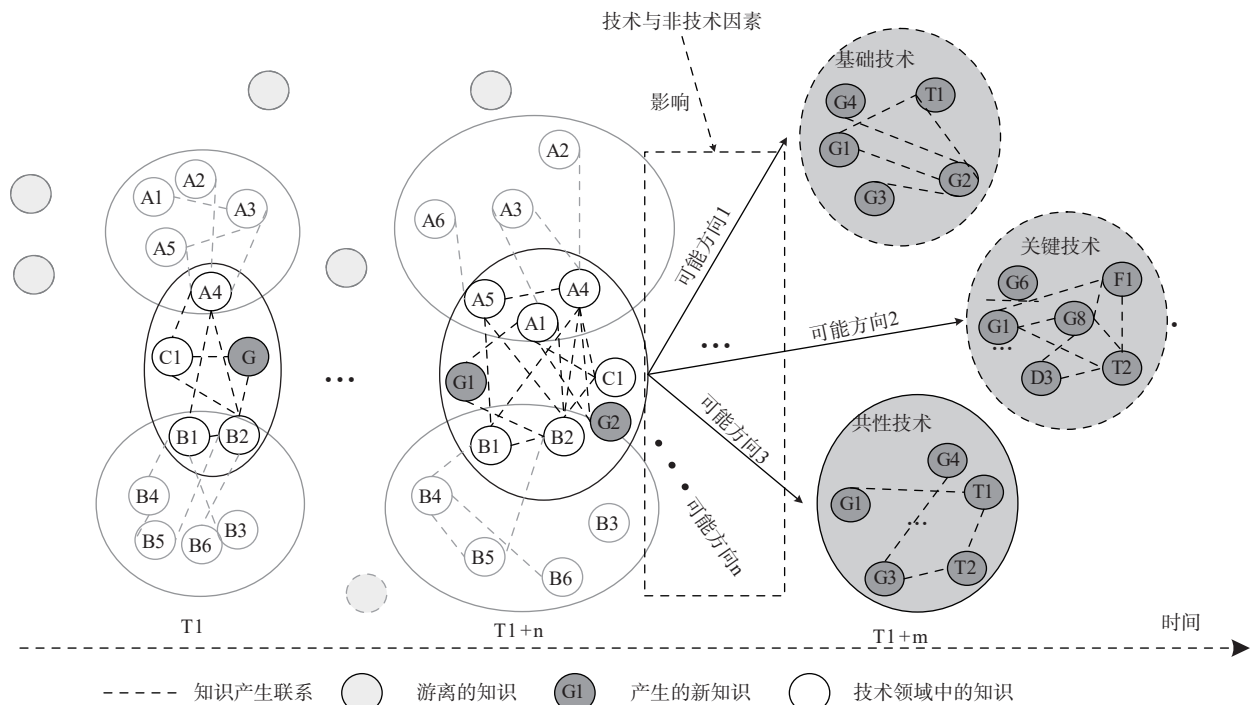 技术与非技术因素
影响
基础技术
G4
T1
G1
G2
G3
关键技术
G6
F1
G1
G8
...
D3
T2
共性技术
G4
G1
T1
...
G3
T2
A1
A2
A3
A5
A4
C1
G
B1
B2
B4
B5
B6
B3
...
A2
A6
A3
A5
A4
A1
G1
C1
G2
B1
B2
B4
B3
B5
B6
...
可能方向1
可能方向2
可能方向3
可能方向n
T1
T1+n
T1+m
时间
知识产生联系
游离的知识
G1
产生的新知识
技术领域中的知识